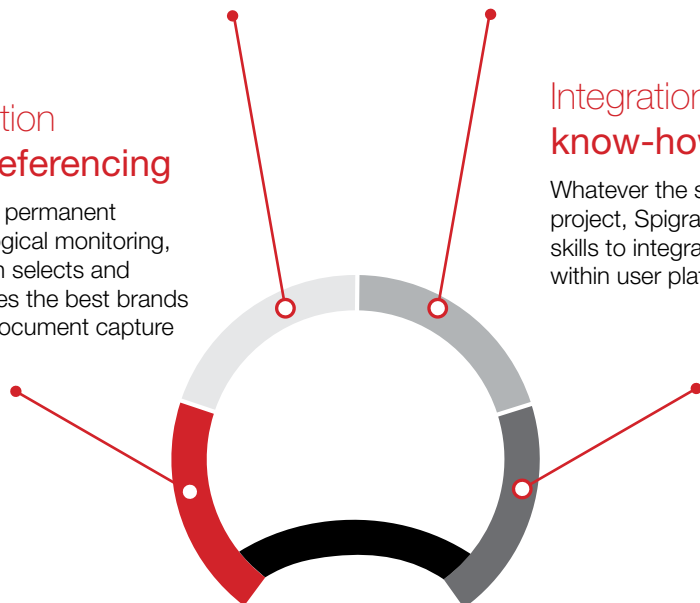 tion
eferencing
permanent
gical monitoring,
n selects and
es the best brands
ocument capture
Integration
know-how
Whatever the s
project, Spigra
skills to integra
within user plat